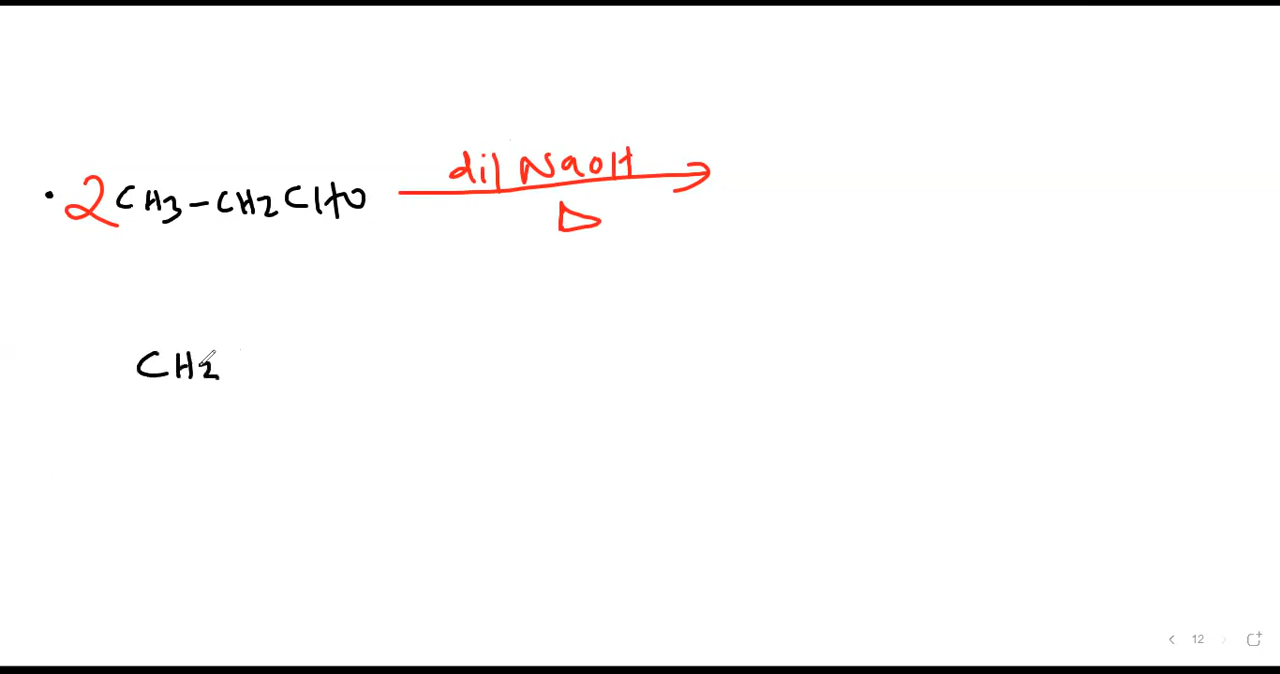 dil NaOH
• 2CH3-CH2CHO
Δ
CH2
12